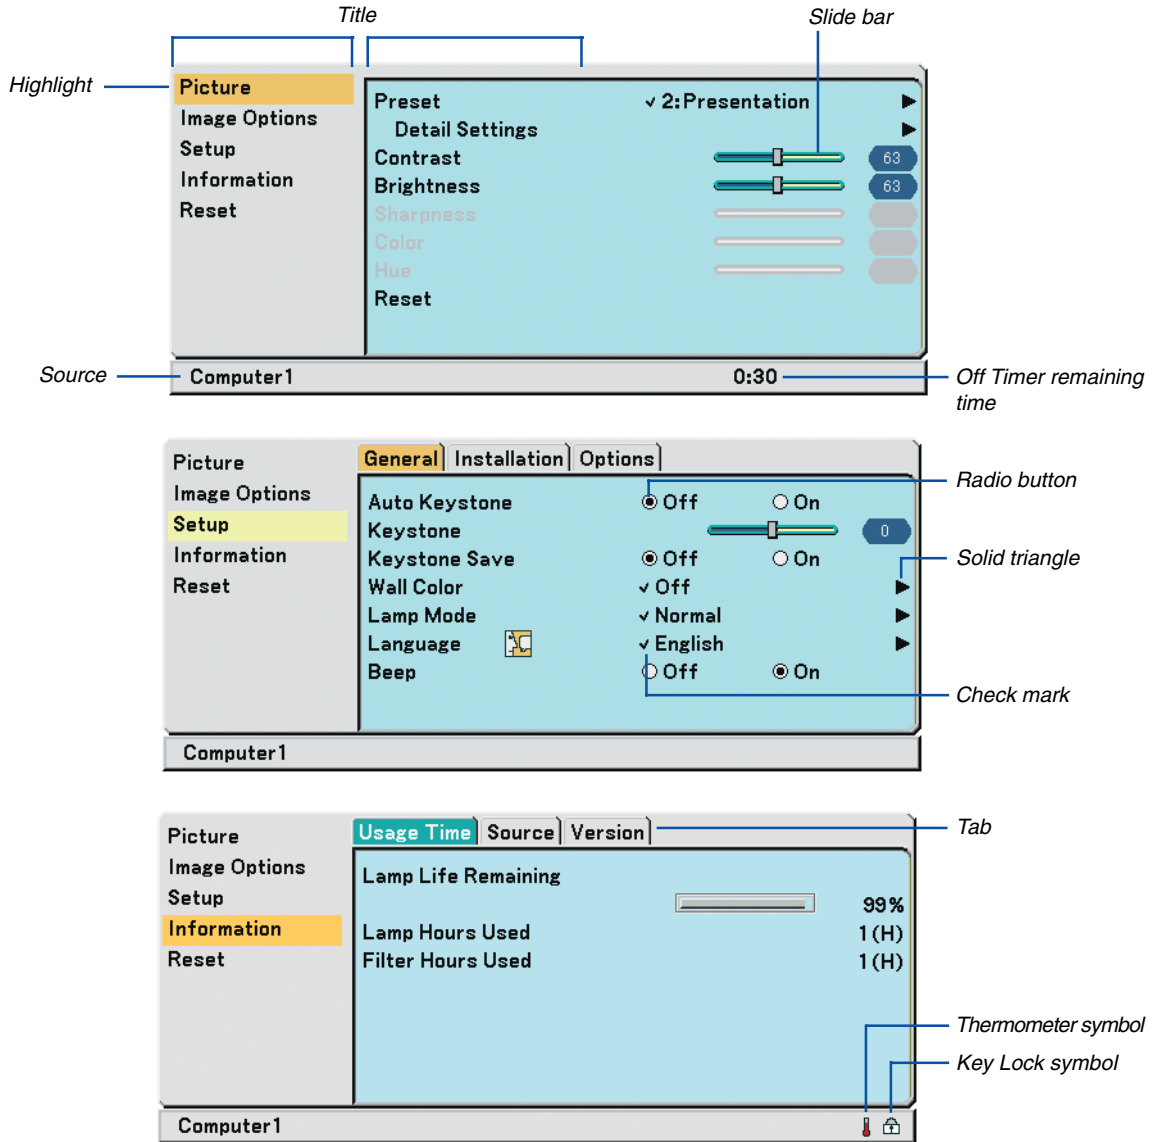 Title
Slide bar
Highlight
Picture
Image Options
Setup
Information
Reset
Preset ✓ 2:Presentation ▶
Detail Settings ▶
Contrast 63
Brightness 63
Sharpness
Color
Hue
Reset
Source
Computer1 0:30
Off Timer remaining
time
General Installation Options
Picture
Image Options
Setup
Information
Reset
Auto Keystone Off On
Radio button
Keystone 0
Keystone Save Off On
Solid triangle
Wall Color ✓ Off ▶
Lamp Mode ✓ Normal ▶
Language ✓ English ▶
Beep Off On
Check mark
Computer1
Usage Time Source Version
Tab
Picture
Image Options
Setup
Information
Reset
Lamp Life Remaining
99%
Lamp Hours Used 1(H)
Filter Hours Used 1(H)
Thermometer symbol
Key Lock symbol
Computer1